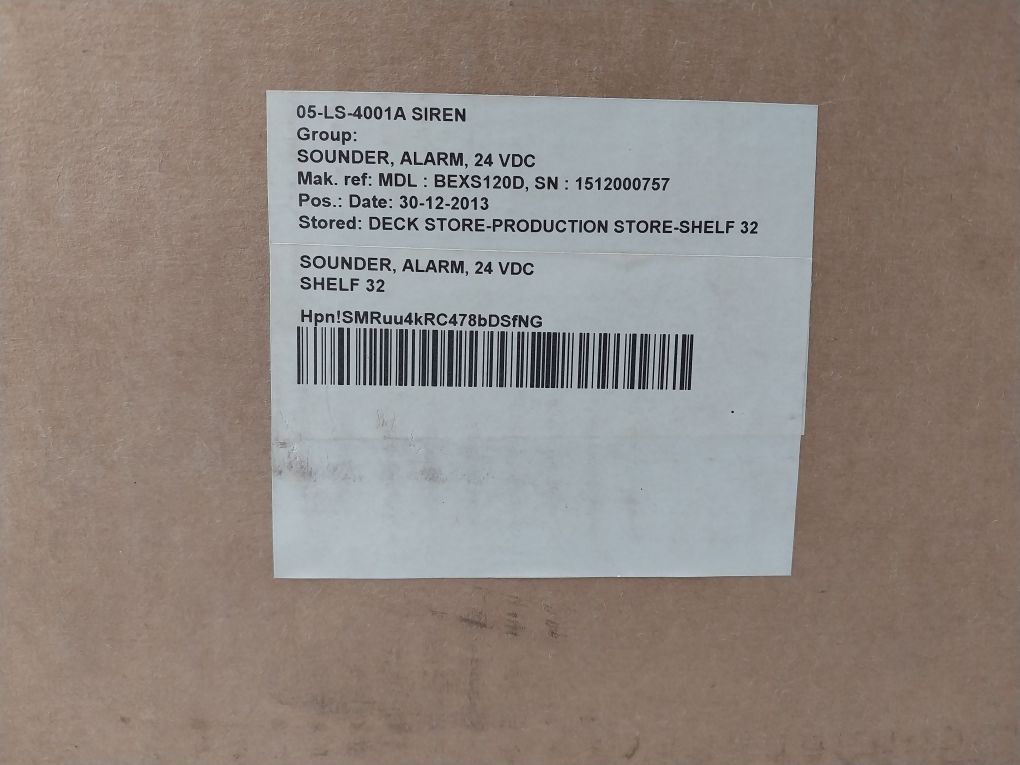 05-LS-4001A SIREN
Group:
SOUNDER, ALARM, 24 VDC
Mak. ref: MDL : BEXS120D, SN : 1512000757
Pos.: Date: 30-12-2013
Stored: DECK STORE-PRODUCTION STORE-SHELF 32
SOUNDER, ALARM, 24 VDC
SHELF 32
Hpn!SMRuu4kRC478bDSfNG